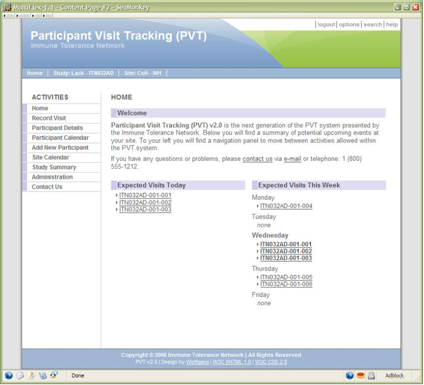 MultiFlex-1.1 - Content Page V2 - SeaMonkey
| logout | options | search | help
Participant Visit Tracking (PVT)
Immune Tolerance Network
Home | Study: Lack - ITN032AD | Site: Coll - 001 |
ACTIVITIES
Home
Record Visit
Participant Details
Participant Calendar
Add New Participant
Site Calendar
Study Summary
Administration
Contact Us
HOME
Welcome
Participant Visit Tracking (PVT) v2.0 is the next generation of the PVT system presented
by the Immune Tolerance Network. Below you will find a summary of potential upcoming events at
your site. To your left you will find a navigation panel to move between activities allowed within
the PVT system.
If you have any questions or problems, please contact us via e-mail or telephone: 1 (800)
555-1212.
Expected Visits Today
ITN032AD-001-001
ITN032AD-001-002
ITN032AD-001-003
Expected Visits This Week
Monday
ITN032AD-001-004
Tuesday
none
Wednesday
ITN032AD-001-001
ITN032AD-001-002
ITN032AD-001-003
Thursday
ITN032AD-001-005
ITN032AD-001-006
Friday
none
Copyright © 2006 Immune Tolerance Network | All Rights Reserved
PVT v2.0 | Design by Wolfgang | W3C XHTML 1.0 | W3C CSS 2.0
Done
Adblock